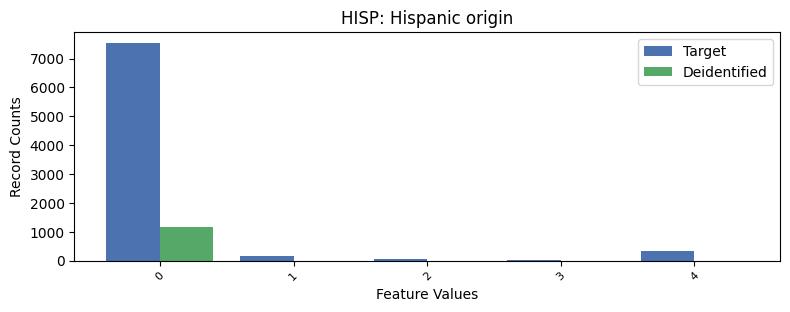 HISP: Hispanic origin
Target
Deidentified
Record Counts
7000
6000
5000
4000
3000
2000
1000
0
0 1 2 3 4
Feature Values